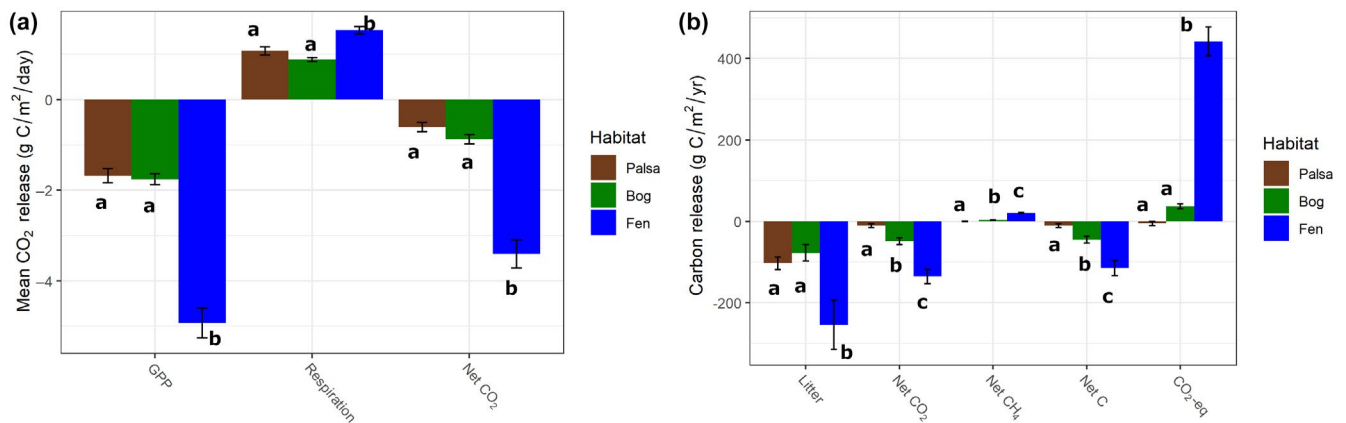 (a)
Mean CO₂ release (g C/m²/day)
0
−2
−4
a
a
b
a
a
b
a
a
b
GPP
Respiration
Net CO₂
Habitat
Palsa
Bog
Fen
(b)
Carbon release (g C/m²/yr)
400
200
0
-200
a
a
b
a
b
c
a
b
c
a
b
c
a
a
b
Litter
Net CO₂
Net CH₄
Net C
CO₂-eq
Habitat
Palsa
Bog
Fen